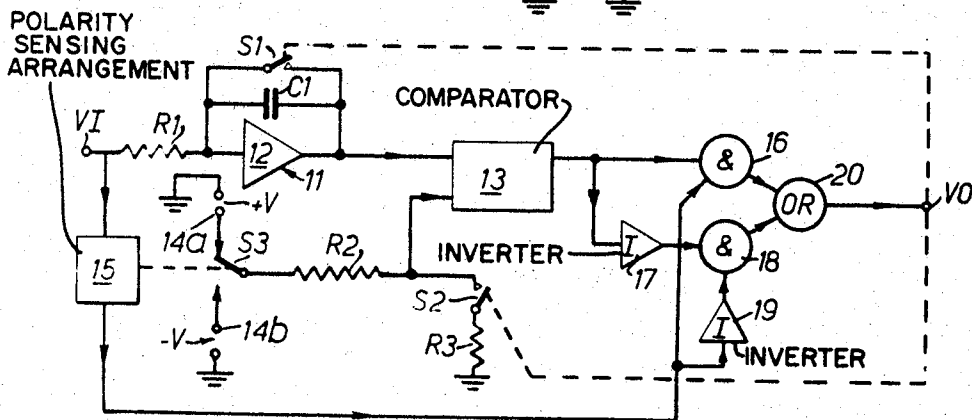 POLARITY
SENSING
ARRANGEMENT
S1
C1
COMPARATOR
VI
R1
12
11
13
16
&
20
OR
VO
+V
14a
S3
R2
INVERTER
I
17
&
18
15
S2
19
I
14b
-V
R3
INVERTER